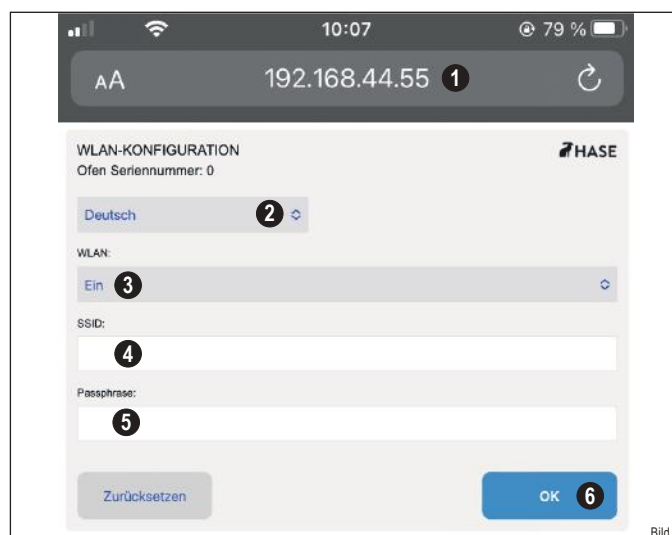 10:07 79 %
AA 192.168.44.55 1
WLAN-KONFIGURATION HASE
Ofen Seriennummer: 0
Deutsch 2
WLAN:
Ein 3
SSID:
4
Passphrase:
5
Zurücksetzen OK 6
Bild